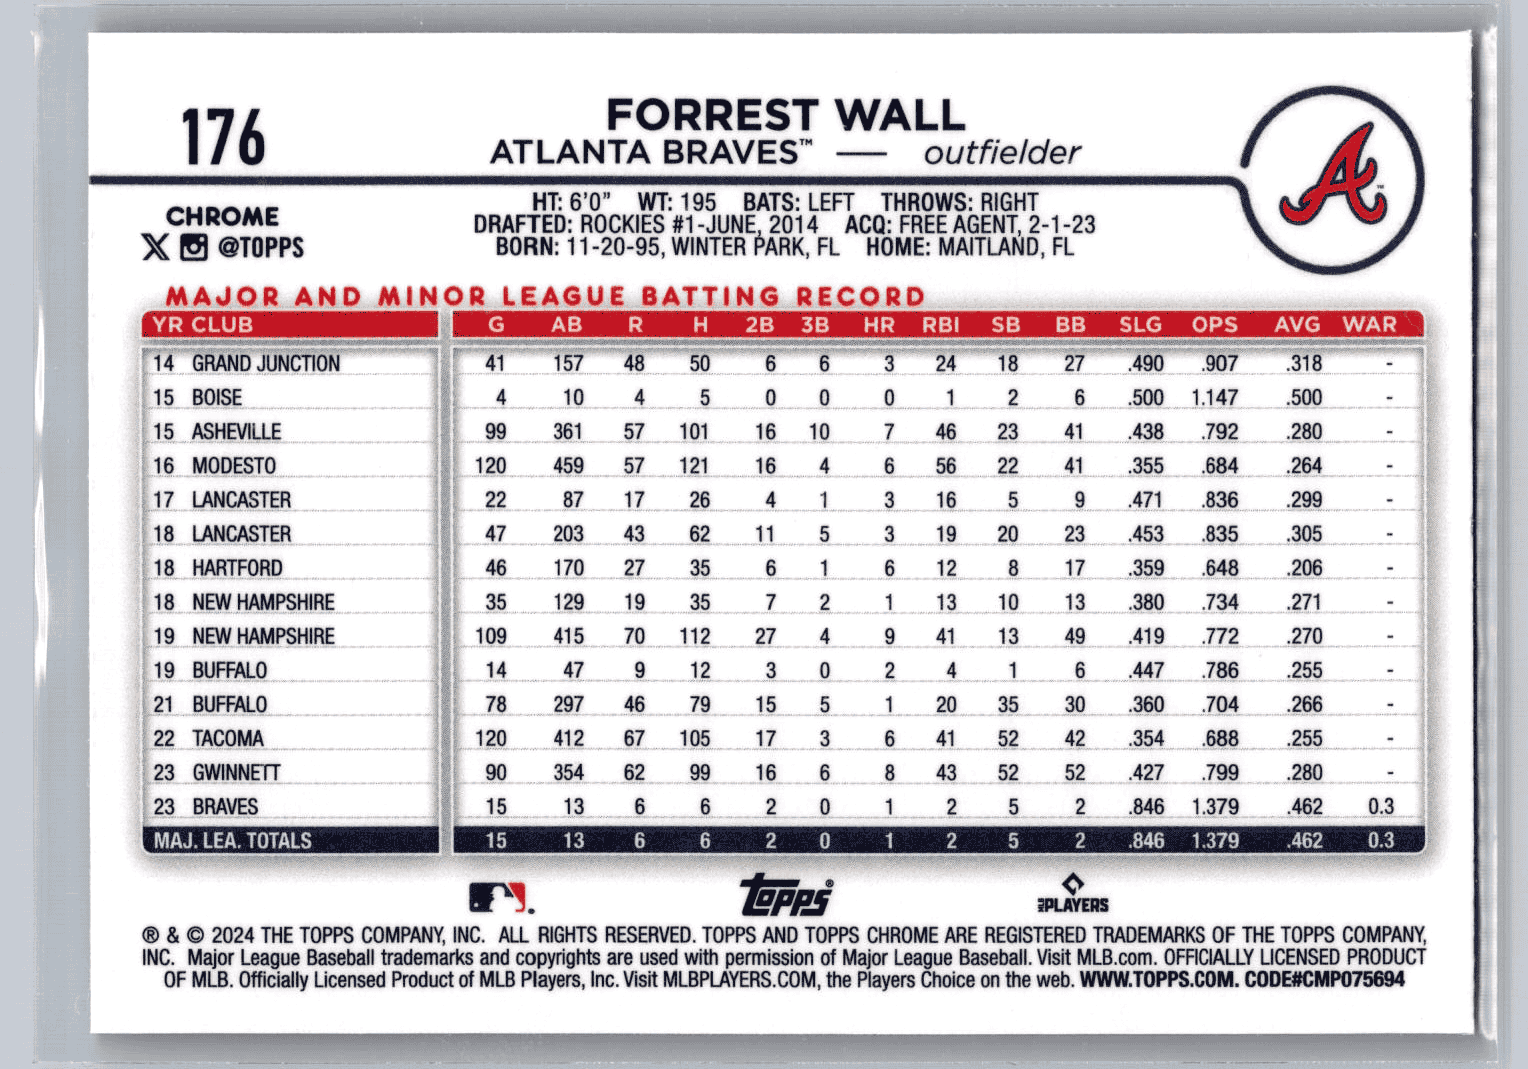 176
FORREST WALL
ATLANTA BRAVES™ — outfielder
A™
CHROME
@TOPPS
HT: 6'0" WT: 195 BATS: LEFT THROWS: RIGHT
DRAFTED: ROCKIES #1-JUNE, 2014 ACQ: FREE AGENT, 2-1-23
BORN: 11-20-95, WINTER PARK, FL HOME: MAITLAND, FL
MAJOR AND MINOR LEAGUE BATTING RECORD
YR CLUB G AB R H 2B 3B HR RBI SB BB SLG OPS AVG WAR
14 GRAND JUNCTION 41 157 48 50 6 6 3 24 18 27 .490 .907 .318 -
15 BOISE 4 10 4 5 0 0 0 1 2 6 .500 1.147 .500 -
15 ASHEVILLE 99 361 57 101 16 10 7 46 23 41 .438 .792 .280 -
16 MODESTO 120 459 57 121 16 4 6 56 22 41 .355 .684 .264 -
17 LANCASTER 22 87 17 26 4 1 3 16 5 9 .471 .836 .299 -
18 LANCASTER 47 203 43 62 11 5 3 19 20 23 .453 .835 .305 -
18 HARTFORD 46 170 27 35 6 1 6 12 8 17 .359 .648 .206 -
18 NEW HAMPSHIRE 35 129 19 35 7 2 1 13 10 13 .380 .734 .271 -
19 NEW HAMPSHIRE 109 415 70 112 27 4 9 41 13 49 .419 .772 .270 -
19 BUFFALO 14 47 9 12 3 0 2 4 1 6 .447 .786 .255 -
21 BUFFALO 78 297 46 79 15 5 1 20 35 30 .360 .704 .266 -
22 TACOMA 120 412 67 105 17 3 6 41 52 42 .354 .688 .255 -
23 GWINNETT 90 354 62 99 16 6 8 43 52 52 .427 .799 .280 -
23 BRAVES 15 13 6 6 2 0 1 2 5 2 .846 1.379 .462 0.3
MAJ. LEA. TOTALS 15 13 6 6 2 0 1 2 5 2 .846 1.379 .462 0.3
Topps® MLB PLAYERS
® & © 2024 THE TOPPS COMPANY, INC. ALL RIGHTS RESERVED. TOPPS AND TOPPS CHROME ARE REGISTERED TRADEMARKS OF THE TOPPS COMPANY,
INC. Major League Baseball trademarks and copyrights are used with permission of Major League Baseball. Visit MLB.com. OFFICIALLY LICENSED PRODUCT
OF MLB. Officially Licensed Product of MLB Players, Inc. Visit MLBPLAYERS.COM, the Players Choice on the web. WWW.TOPPS.COM. CODE#CMP075694